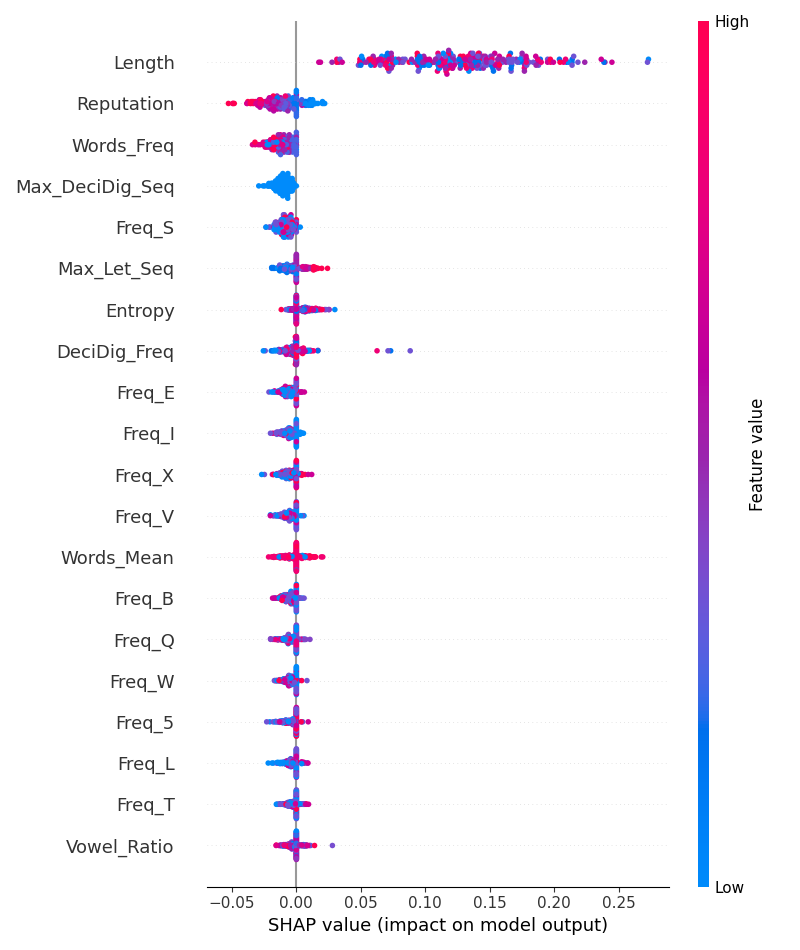 High
Length
Reputation
Words_Freq
Max_DeciDig_Seq
Freq_S
Max_Let_Seq
Entropy
DeciDig_Freq
Freq_E
Freq_I
Freq_X
Freq_V
Words_Mean
Freq_B
Freq_Q
Freq_W
Freq_5
Freq_L
Freq_T
Vowel_Ratio
Feature value
Low
−0.05 0.00 0.05 0.10 0.15 0.20 0.25
SHAP value (impact on model output)